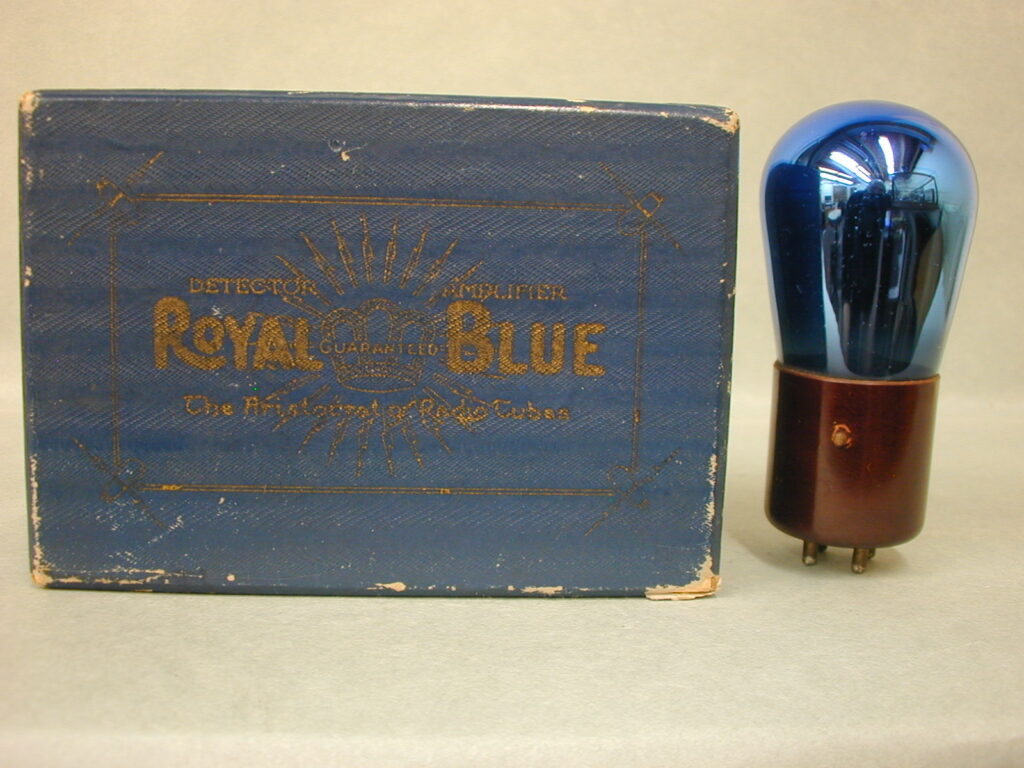 DETECTOR AMPLIFIER
ROYAL GUARANTEED BLUE
The Aristocrat of Radio Tubes